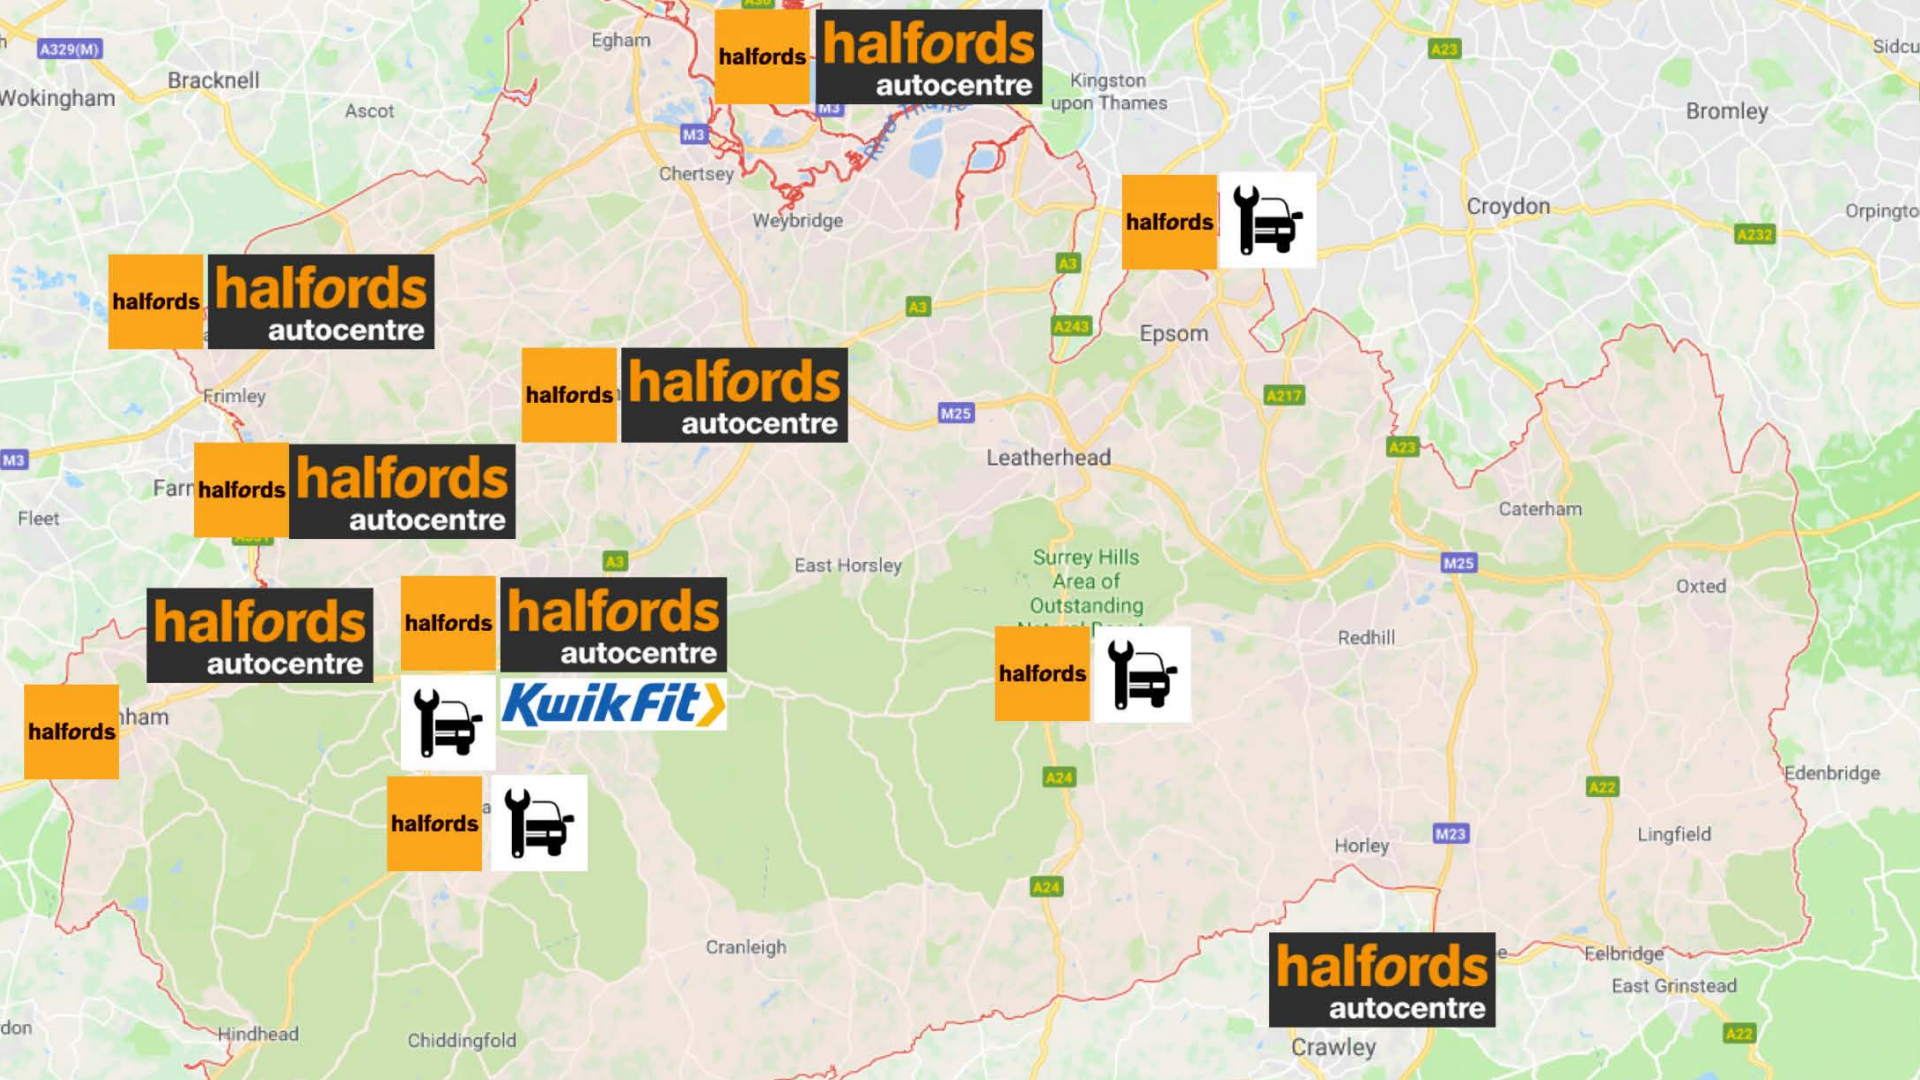 A30
Egham
halfords
halfords
autocentre
A23
Sidcu
A329(M)
Bracknell
Kingston
upon Thames
Wokingham
Ascot
M3
M3
River
Bromley
Chertsey
Weybridge
halfords
Croydon
Orpingto
A232
A3
halfords
halfords
autocentre
A3
A243
Epsom
Frimley
halfords
halfords
autocentre
A217
M25
M3
Leatherhead
A23
Farn
halfords
halfords
autocentre
Fleet
Caterham
A3
East Horsley
Surrey Hills
Area of
Outstanding
M25
Oxted
halfords
autocentre
halfords
halfords
autocentre
Redhill
halfords
halfords
nham
KwikFit
A24
Edenbridge
A22
halfords
a
Horley
M23
Lingfield
A24
Cranleigh
halfords
autocentre
e
Felbridge
East Grinstead
don
Hindhead
Chiddingfold
Crawley
A22